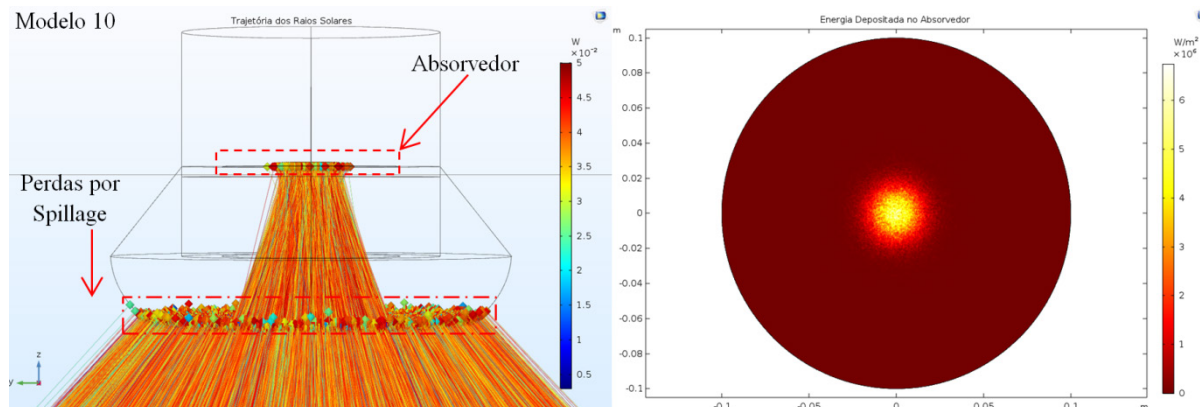 Modelo 10
Trajetória dos Raios Solares
Absorvedor
Perdas por
Spillage
W
×10⁻²
5
4.5
4
3.5
3
2.5
2
1.5
1
0.5
z
y
Energia Depositada no Absorvedor
m
0.1
0.08
0.06
0.04
0.02
0
-0.02
-0.04
-0.06
-0.08
-0.1
-0.1
-0.05
0
0.05
0.1
m
W/m²
×10⁶
6
5
4
3
2
1
0